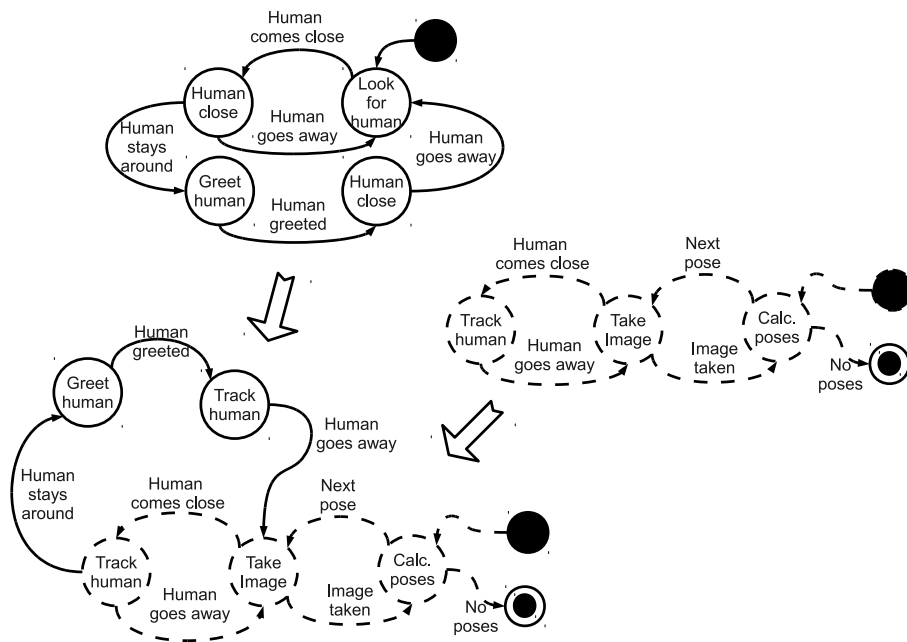 Human
comes close
Human
close
Look
for
human
Human
goes away
Human
stays
around
Human
goes away
Greet
human
Human
close
Human
greeted
Human
comes close
Next
pose
Track
human
Take
Image
Calc.
poses
Human
goes away
Image
taken
No
poses
Human
greeted
Greet
human
Track
human
Human
goes away
Human
stays
around
Human
comes close
Next
pose
Track
human
Take
Image
Calc.
poses
Human
goes away
Image
taken
No
poses